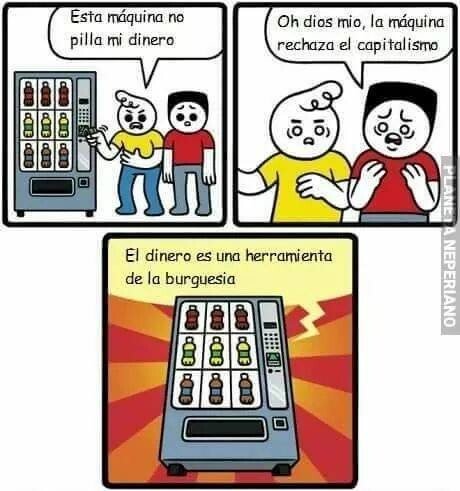 Esta máquina no
pilla mi dinero
Oh dios mio, la máquina
rechaza el capitalismo
El dinero es una herramienta
de la burguesia
PLANETA NEPERIANO